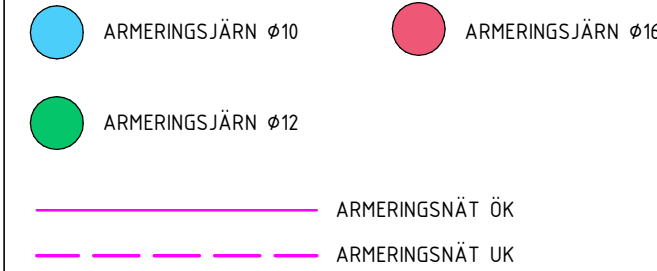 ARMERINGSJÄRN ø10
ARMERINGSJÄRN ø16
ARMERINGSJÄRN ø12
ARMERINGSNÄT ÖK
ARMERINGSNÄT UK